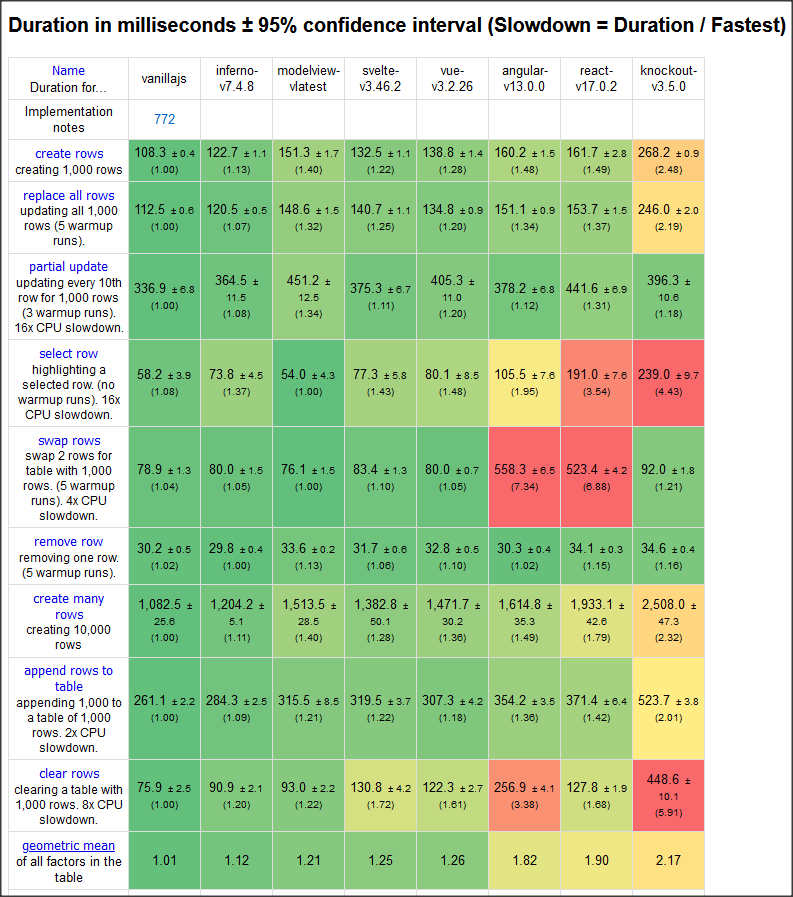 Duration in milliseconds ± 95% confidence interval (Slowdown = Duration / Fastest)
Name
Duration for...
vanillajs
inferno-
v7.4.8
modelview-
vlatest
svelte-
v3.46.2
vue-
v3.2.26
angular-
v13.0.0
react-
v17.0.2
knockout-
v3.5.0
Implementation
notes
772
create rows
creating 1,000 rows
108.3 ± 0.4
(1.00)
122.7 ± 1.1
(1.13)
151.3 ± 1.7
(1.40)
132.5 ± 1.1
(1.22)
138.8 ± 1.4
(1.28)
160.2 ± 1.5
(1.48)
161.7 ± 2.8
(1.49)
268.2 ± 0.9
(2.48)
replace all rows
updating all 1,000
rows (5 warmup
runs).
112.5 ± 0.6
(1.00)
120.5 ± 0.5
(1.07)
148.6 ± 1.5
(1.32)
140.7 ± 1.1
(1.25)
134.8 ± 0.9
(1.20)
151.1 ± 0.9
(1.34)
153.7 ± 1.5
(1.37)
246.0 ± 2.0
(2.19)
partial update
updating every 10th
row for 1,000 rows
(3 warmup runs).
16x CPU slowdown.
336.9 ± 6.8
(1.00)
364.5 ±
11.5
(1.08)
451.2 ±
12.5
(1.34)
375.3 ± 6.7
(1.11)
405.3 ±
11.0
(1.20)
378.2 ± 6.8
(1.12)
441.6 ± 6.9
(1.31)
396.3 ±
10.6
(1.18)
select row
highlighting a
selected row. (no
warmup runs). 16x
CPU slowdown.
58.2 ± 3.9
(1.08)
73.8 ± 4.5
(1.37)
54.0 ± 4.3
(1.00)
77.3 ± 5.8
(1.43)
80.1 ± 8.5
(1.48)
105.5 ± 7.6
(1.95)
191.0 ± 7.6
(3.54)
239.0 ± 9.7
(4.43)
swap rows
swap 2 rows for
table with 1,000
rows. (5 warmup
runs). 4x CPU
slowdown.
78.9 ± 1.3
(1.04)
80.0 ± 1.5
(1.05)
76.1 ± 1.5
(1.00)
83.4 ± 1.3
(1.10)
80.0 ± 0.7
(1.05)
558.3 ± 6.5
(7.34)
523.4 ± 4.2
(6.88)
92.0 ± 1.8
(1.21)
remove row
removing one row.
(5 warmup runs).
30.2 ± 0.5
(1.02)
29.8 ± 0.4
(1.00)
33.6 ± 0.2
(1.13)
31.7 ± 0.6
(1.06)
32.8 ± 0.5
(1.10)
30.3 ± 0.4
(1.02)
34.1 ± 0.3
(1.15)
34.6 ± 0.4
(1.16)
create many
rows
creating 10,000
rows
1,082.5 ±
25.6
(1.00)
1,204.2 ±
5.1
(1.11)
1,513.5 ±
28.5
(1.40)
1,382.8 ±
50.1
(1.28)
1,471.7 ±
30.2
(1.36)
1,614.8 ±
35.3
(1.49)
1,933.1 ±
42.6
(1.79)
2,508.0 ±
47.3
(2.32)
append rows to
table
appending 1,000 to
a table of 1,000
rows. 2x CPU
slowdown.
261.1 ± 2.2
(1.00)
284.3 ± 2.5
(1.09)
315.5 ± 8.5
(1.21)
319.5 ± 3.7
(1.22)
307.3 ± 4.2
(1.18)
354.2 ± 3.5
(1.36)
371.4 ± 6.4
(1.42)
523.7 ± 3.8
(2.01)
clear rows
clearing a table with
1,000 rows. 8x CPU
slowdown.
75.9 ± 2.5
(1.00)
90.9 ± 2.1
(1.20)
93.0 ± 2.2
(1.22)
130.8 ± 4.2
(1.72)
122.3 ± 2.7
(1.61)
256.9 ± 4.1
(3.38)
127.8 ± 1.9
(1.68)
448.6 ±
10.1
(5.91)
geometric mean
of all factors in the
table
1.01
1.12
1.21
1.25
1.26
1.82
1.90
2.17